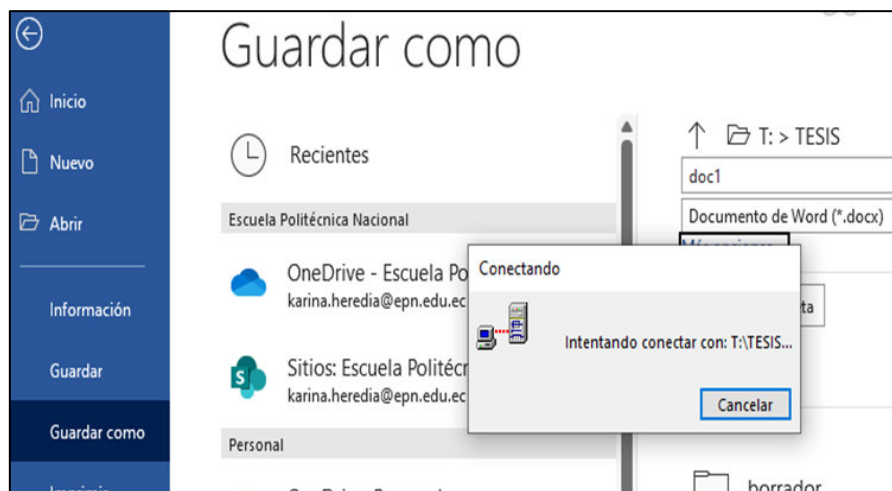 Guardar como
Inicio
Nuevo
Abrir
Información
Guardar
Guardar como
Recientes
Escuela Politécnica Nacional
OneDrive - Escuela Po
karina.heredia@epn.edu.ec
Sitios: Escuela Politécr
karina.heredia@epn.edu.ec
Personal
T: > TESIS
doc1
Documento de Word (*.docx)
Conectando
Intentando conectar con: T:\TESIS...
Cancelar
ta
borrador